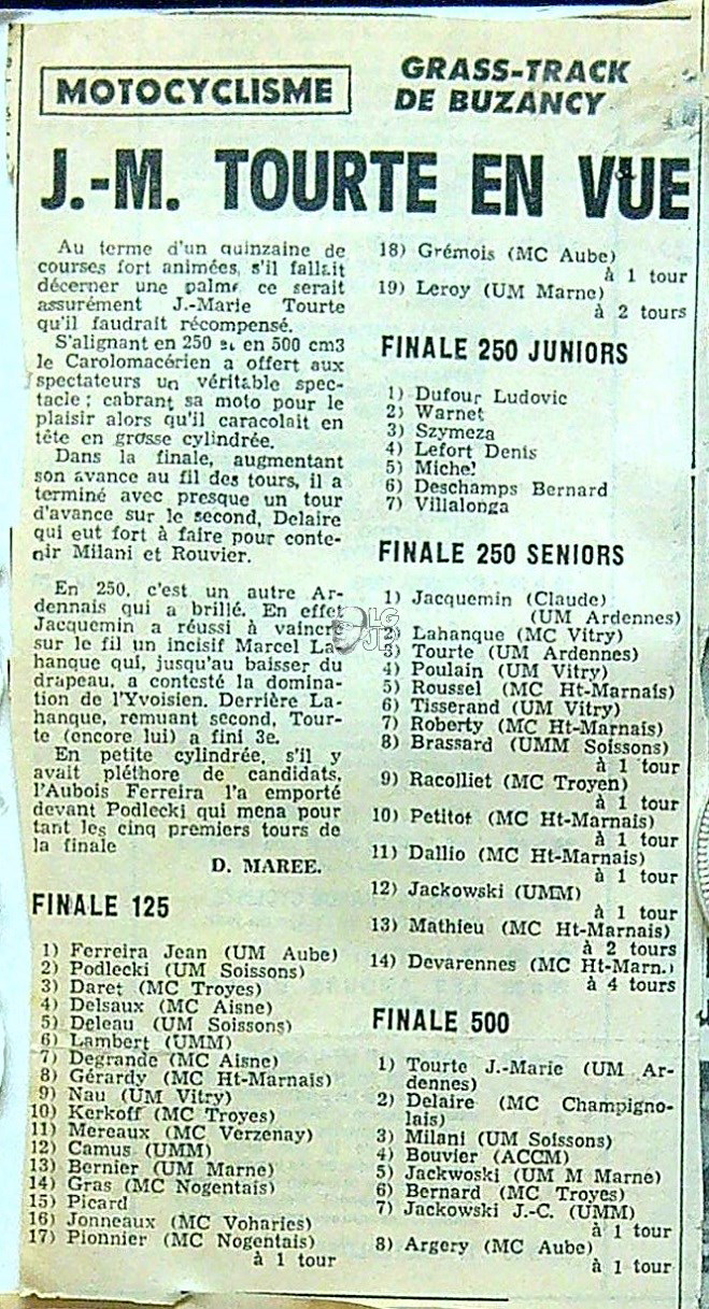 MOTOCYCLISME
GRASS-TRACK
DE BUZANCY
J.-M. TOURTE EN VUE
Au terme d'un quinzaine de
courses fort animées, s'il fallait
décerner une palme ce serait
assurément J.-Marie Tourte
qu'il faudrait récompensé.
S'alignant en 250 et en 500 cm3
le Carolomacérien a offert aux
spectateurs un véritable spec-
tacle ; cabrant sa moto pour le
plaisir alors qu'il caracolait en
tête en grosse cylindrée.
Dans la finale, augmentant
son avance au fil des tours, il a
terminé avec presque un tour
d'avance sur le second, Delaire
qui eut fort à faire pour conte-
nir Milani et Rouvier.
En 250, c'est un autre Ar-
dennais qui a brillé. En effet
Jacquemin a réussi à vaincre
sur le fil un incisif Marcel La-
hanque qui, jusqu'au baisser du
drapeau, a contesté la domina-
tion de l'Yvoisien. Derrière La-
hanque, remuant second, Tour-
te (encore lui) a fini 3e.
En petite cylindrée, s'il y
avait pléthore de candidats,
l'Aubois Ferreira l'a emporté
devant Podlecki qui mena pour
tant les cinq premiers tours de
la finale
D. MAREE.
FINALE 125
1) Ferreira Jean (UM Aube)
2) Podlecki (UM Soissons)
3) Daret (MC Troyes)
4) Delsaux (MC Aisne)
5) Deleau (UM Soissons)
6) Lambert (UMM)
7) Degrande (MC Aisne)
8) Gérardy (MC Ht-Marnais)
9) Nau (UM Vitry)
10) Kerkoff (MC Troyes)
11) Mereaux (MC Verzenay)
12) Camus (UMM)
13) Bernier (UM Marne)
14) Gras (MC Nogentais)
15) Picard
16) Jonneaux (MC Voharies)
17) Pionnier (MC Nogentais)
à 1 tour
18) Grémois (MC Aube)
à 1 tour
19) Leroy (UM Marne)
à 2 tours
FINALE 250 JUNIORS
1) Dufour Ludovic
2) Warnet
3) Szymeza
4) Lefort Denis
5) Michel
6) Deschamps Bernard
7) Villalonga
FINALE 250 SENIORS
1) Jacquemin (Claude)
(UM Ardennes)
2) Lahanque (MC Vitry)
3) Tourte (UM Ardennes)
4) Poulain (UM Vitry)
5) Roussel (MC Ht-Marnais)
6) Tisserand (UM Vitry)
7) Roberty (MC Ht-Marnais)
8) Brassard (UMM Soissons)
à 1 tour
9) Racolliet (MC Troyen)
à 1 tour
10) Petitot (MC Ht-Marnais)
à 1 tour
11) Dallio (MC Ht-Marnais)
à 1 tour
12) Jackowski (UMM)
à 1 tour
13) Mathieu (MC Ht-Marnais)
à 2 tours
14) Devarennes (MC Ht-Marn.)
à 4 tours
FINALE 500
1) Tourte J.-Marie (UM Ar-
dennes)
2) Delaire (MC Champigno-
lais)
3) Milani (UM Soissons)
4) Bouvier (ACCM)
5) Jackwoski (UM M Marne)
6) Bernard (MC Troyes)
7) Jackowski J.-C. (UMM)
à 1 tour
8) Argery (MC Aube)
à 1 tour